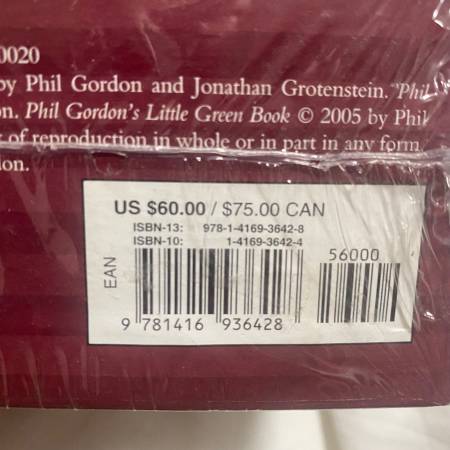 0020
by Phil Gordon and Jonathan Grotenstein. "Phil
on. Phil Gordon's Little Green Book © 2005 by Phil
of reproduction in whole or in part in any form.
on.
US $60.00 / $75.00 CAN
ISBN-13: 978-1-4169-3642-8
ISBN-10: 1-4169-3642-4
56000
EAN
9 781416 936428